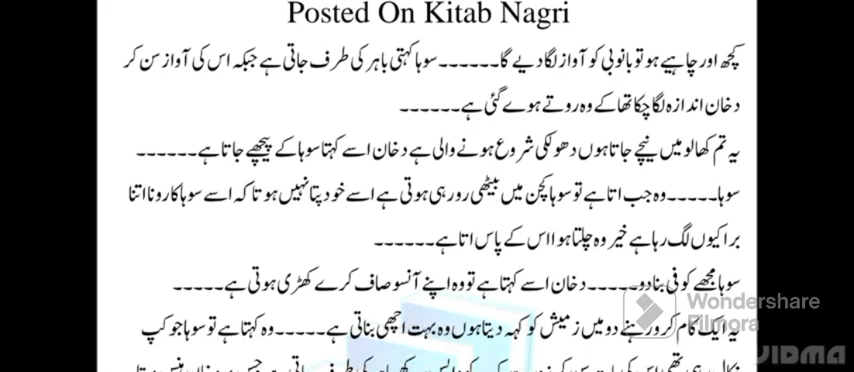 Posted On Kitab Nagri
کچھ اور چاہیے ہو تو بانو بی کو آواز لگا دیے گا۔۔۔۔۔۔سوہا کہتی باہر کی طرف جاتی ہے جبکہ اس کی آواز سن کر
دخان اندازہ لگا چکا تھا کے وہ روتے ہوے گئی ہے۔۔۔۔۔۔
یہ تم کھالو میں نیچے جاتا ہوں دھولکی شروع ہونے والی ہے دخان اسے کہتا سوہا کے پیچھے جاتا ہے۔۔۔۔۔۔
سوہا۔۔۔۔۔وہ جب اتا ہے تو سوہا کچن میں بیٹھی رو رہی ہوتی ہے اسے خود پتا نہیں ہوتا کہ اسے سوہا کا رونا اتنا
برا کیوں لگ رہا ہے خیر وہ چلتا ہوا اس کے پاس اتا ہے۔۔۔۔۔۔
سوہا مجھے کوفی بنا دو۔۔۔۔۔دخان اسے کہتا ہے تو وہ اپنے آنسو صاف کرے کھڑی ہوتی ہے۔۔۔۔۔
یہ ایک کام کرو رہنے دو میں زمیش کو کہہ دیتا ہوں وہ بہت اچھی بناتی ہے۔۔۔۔۔وہ کہتا ہے تو سوہا جو کپ
Wondershare
Filmora
VIDMA